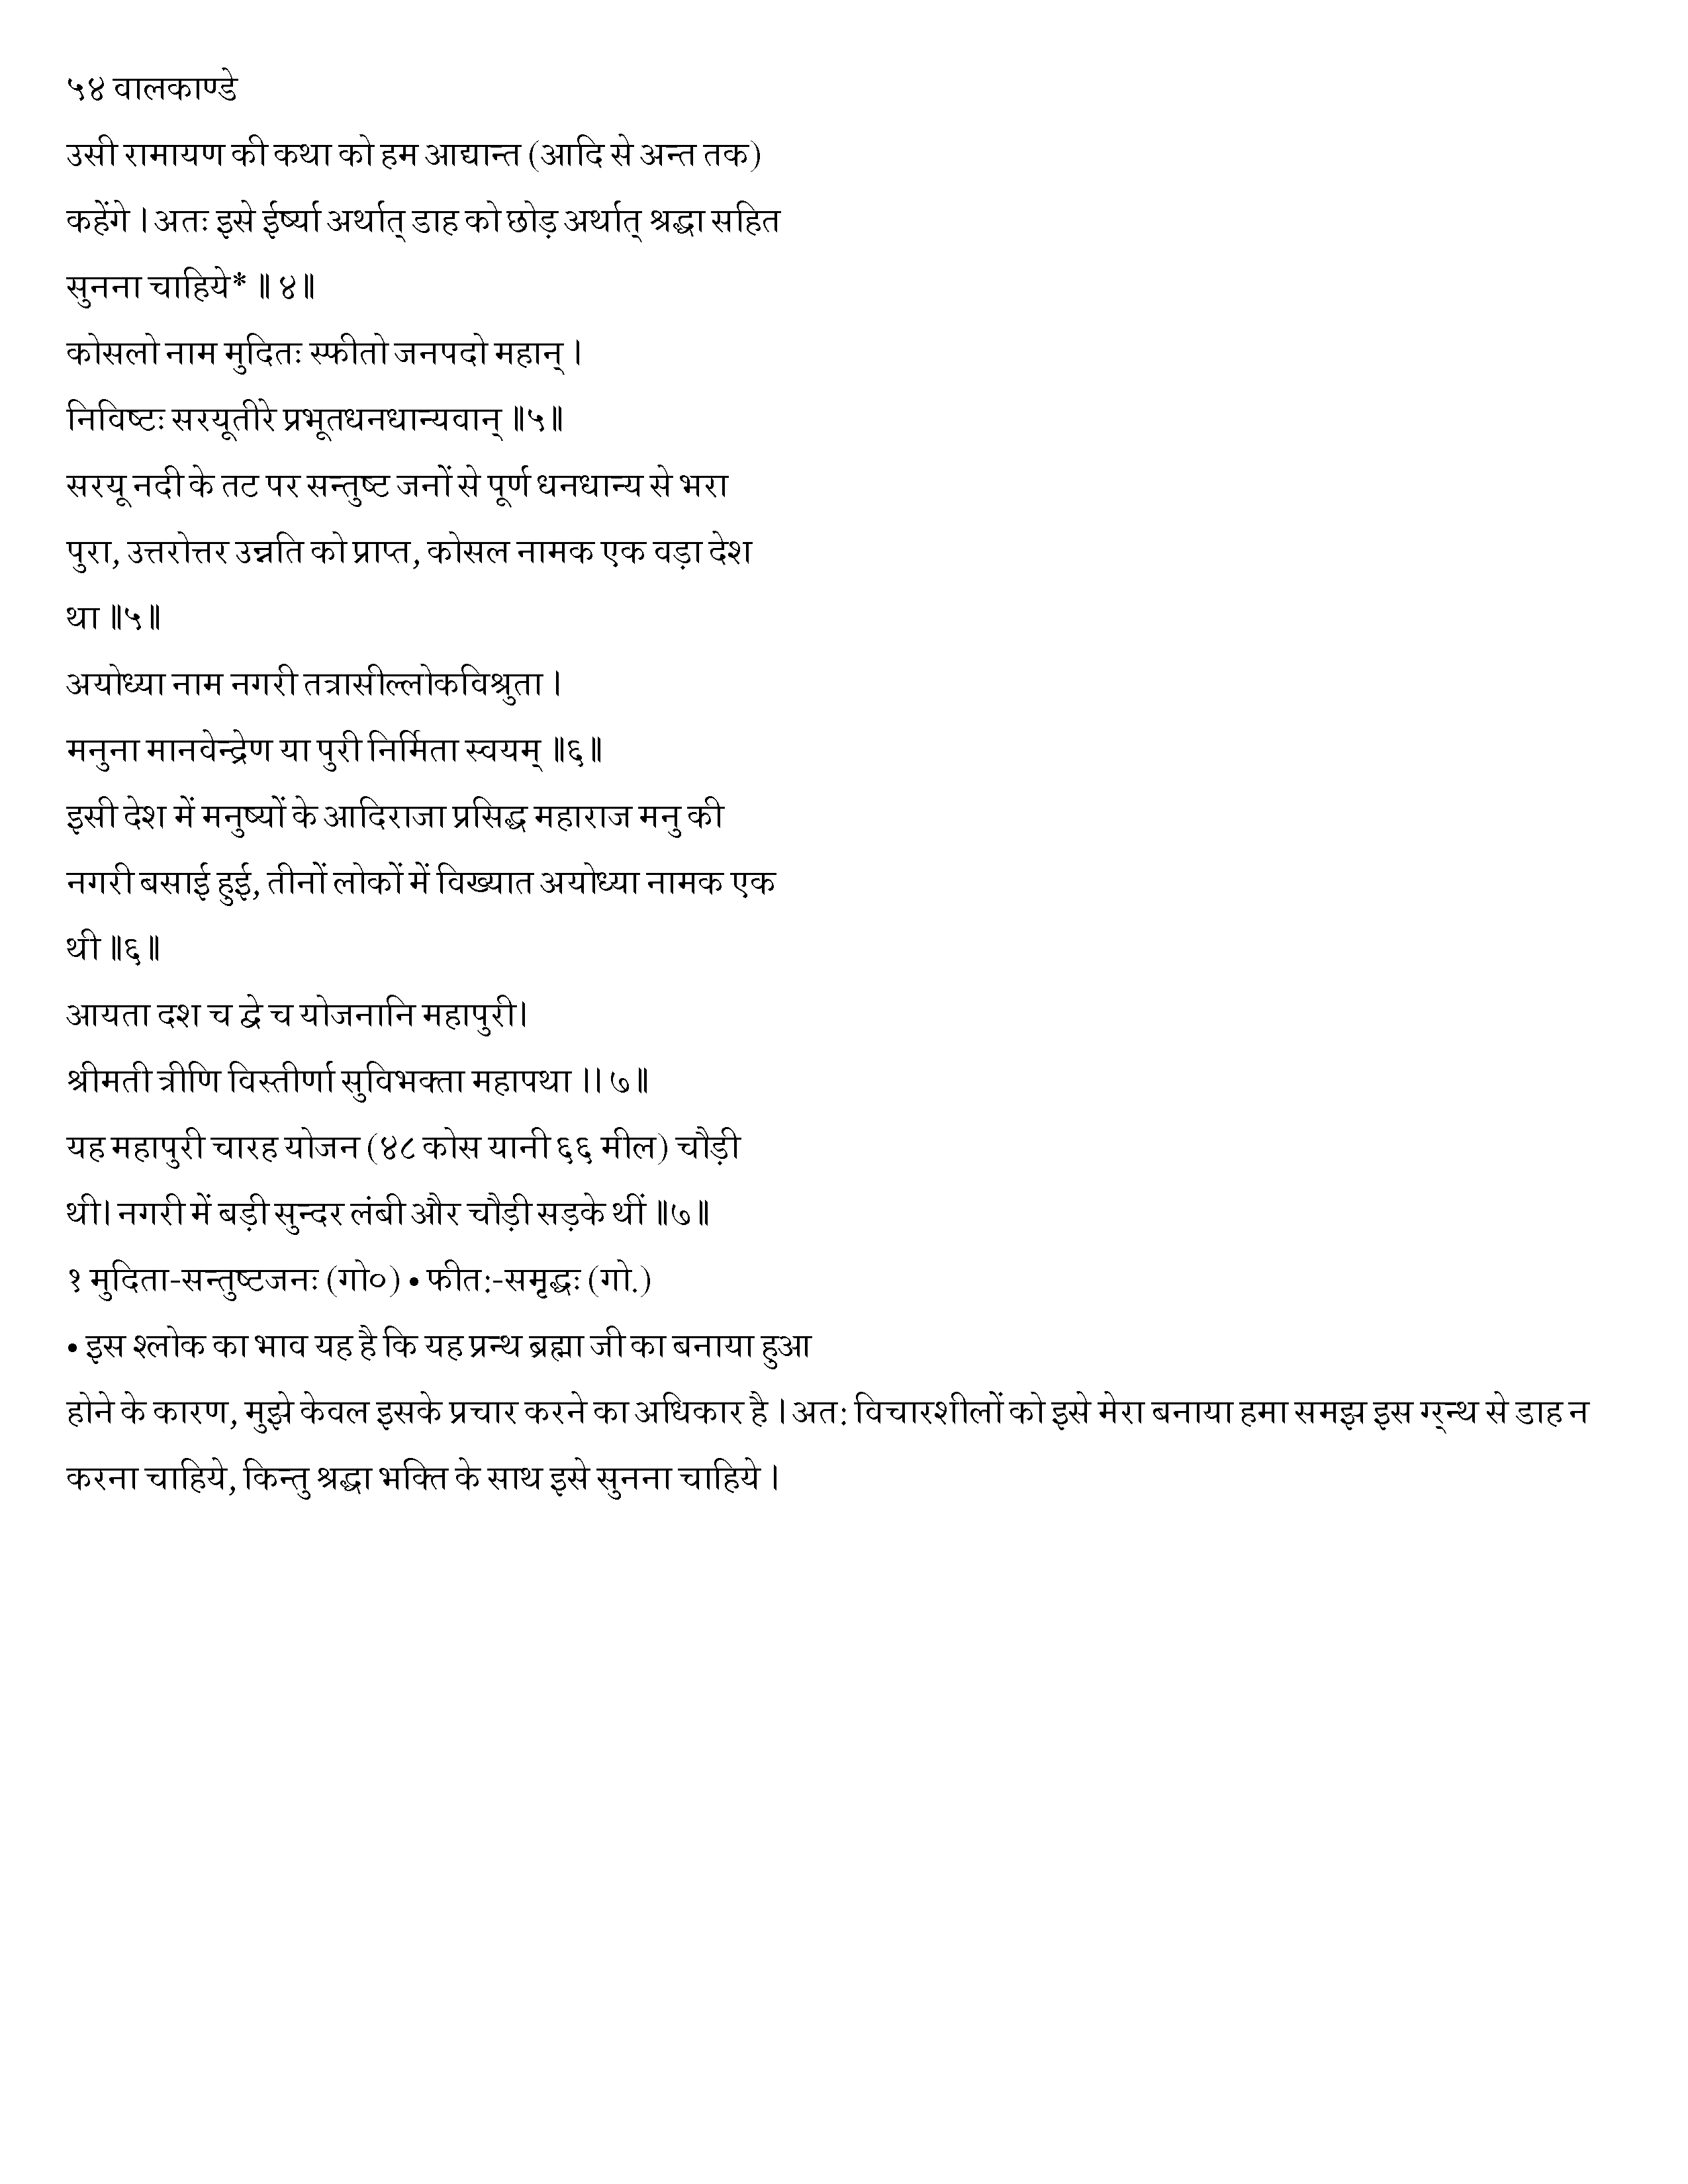 ५४ वालकाण्डे
उसी रामायण की कथा को हम आद्यान्त (आदि से अन्त तक)
कहेंगे । अतः इसे ईर्ष्या अर्थात् डाह को छोड़ अर्थात् श्रद्धा सहित
सुनना चाहिये* ॥ ४॥
कोसलो नाम मुदितः स्फीतो जनपदो महान् ।
निविष्टः सरयूतीरे प्रभूतधनधान्यवान् ॥५॥
सरयू नदी के तट पर सन्तुष्ट जनों से पूर्ण धनधान्य से भरा
पुरा, उत्तरोत्तर उन्नति को प्राप्त, कोसल नामक एक वड़ा देश
था ॥५॥
अयोध्या नाम नगरी तत्रासील्लोकविश्रुता ।
मनुना मानवेन्द्रेण या पुरी निर्मिता स्वयम् ॥६॥
इसी देश में मनुष्यों के आदिराजा प्रसिद्ध महाराज मनु की
नगरी बसाई हुई, तीनों लोकों में विख्यात अयोध्या नामक एक
थी ॥६॥
आयता दश च द्वे च योजनानि महापुरी।
श्रीमती त्रीणि विस्तीर्णा सुविभक्ता महापथा ।। ७॥
यह महापुरी चारह योजन (४८ कोस यानी ६६ मील) चौड़ी
थी। नगरी में बड़ी सुन्दर लंबी और चौड़ी सड़के थीं ॥७॥
१ मुदिता-सन्तुष्टजनः (गो०) • फीत:-समृद्धः (गो.)
• इस श्लोक का भाव यह है कि यह प्रन्थ ब्रह्मा जी का बनाया हुआ
होने के कारण, मुझे केवल इसके प्रचार करने का अधिकार है । अत: विचारशीलों को इसे मेरा बनाया हमा समझ इस ग्र्न्थ से डाह न
करना चाहिये, किन्तु श्रद्धा भक्ति के साथ इसे सुनना चाहिये ।